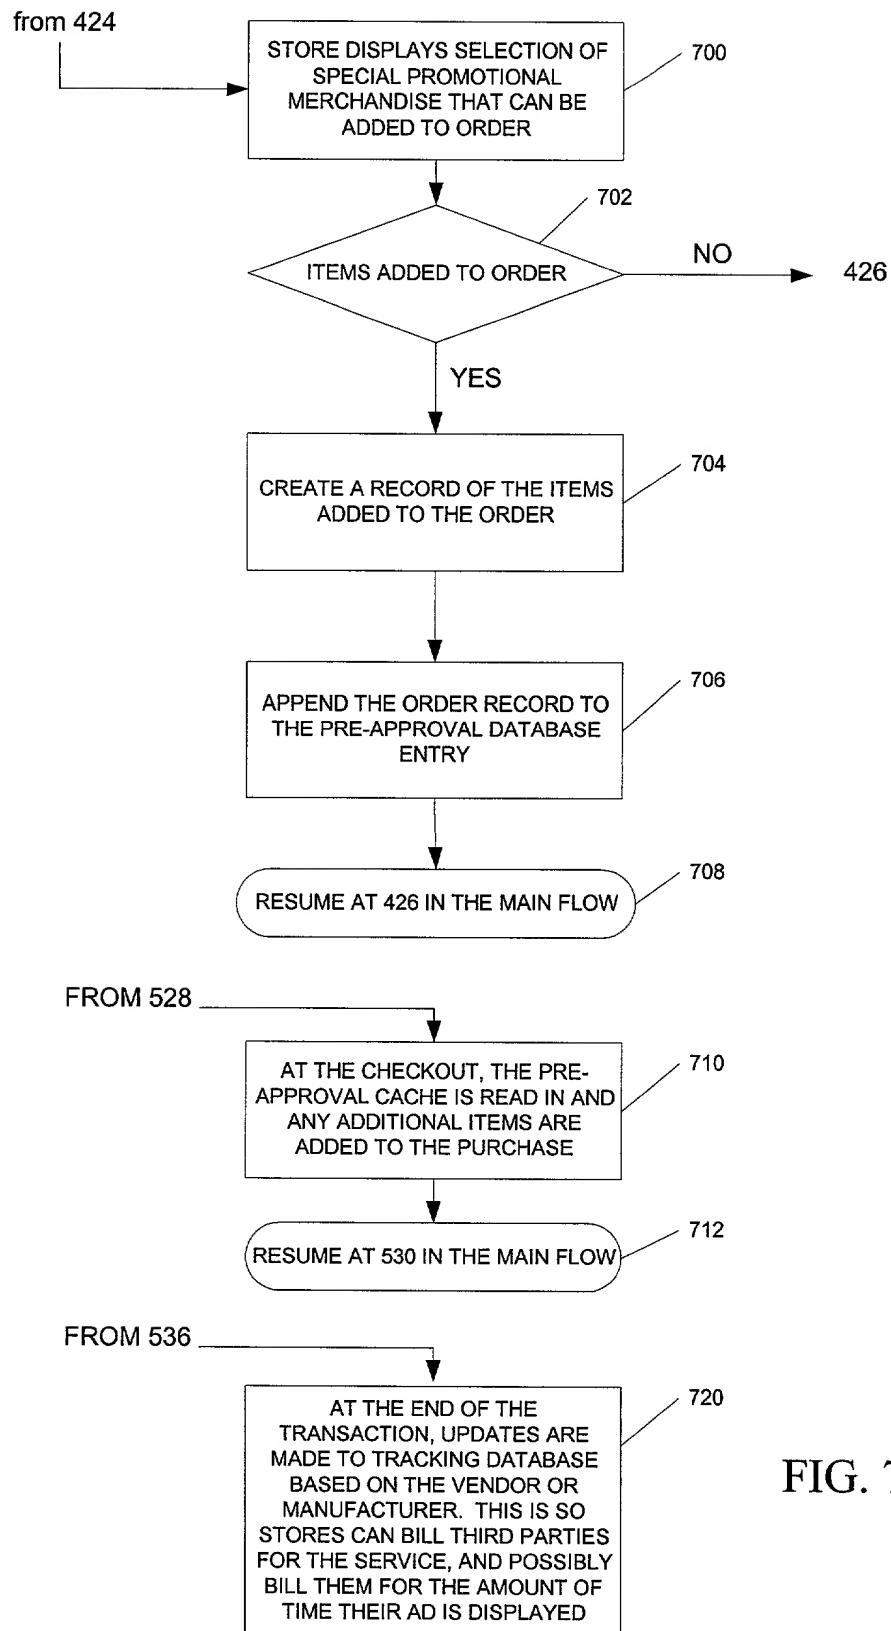 from 424
STORE DISPLAYS SELECTION OF
SPECIAL PROMOTIONAL
MERCHANDISE THAT CAN BE
ADDED TO ORDER
700
702
ITEMS ADDED TO ORDER
NO
426
YES
704
CREATE A RECORD OF THE ITEMS
ADDED TO THE ORDER
706
APPEND THE ORDER RECORD TO
THE PRE-APPROVAL DATABASE
ENTRY
708
RESUME AT 426 IN THE MAIN FLOW
FROM 528
710
AT THE CHECKOUT, THE PRE-
APPROVAL CACHE IS READ IN AND
ANY ADDITIONAL ITEMS ARE
ADDED TO THE PURCHASE
712
RESUME AT 530 IN THE MAIN FLOW
FROM 536
720
AT THE END OF THE
TRANSACTION, UPDATES ARE
MADE TO TRACKING DATABASE
BASED ON THE VENDOR OR
MANUFACTURER. THIS IS SO
STORES CAN BILL THIRD PARTIES
FOR THE SERVICE, AND POSSIBLY
BILL THEM FOR THE AMOUNT OF
TIME THEIR AD IS DISPLAYED
FIG. 7